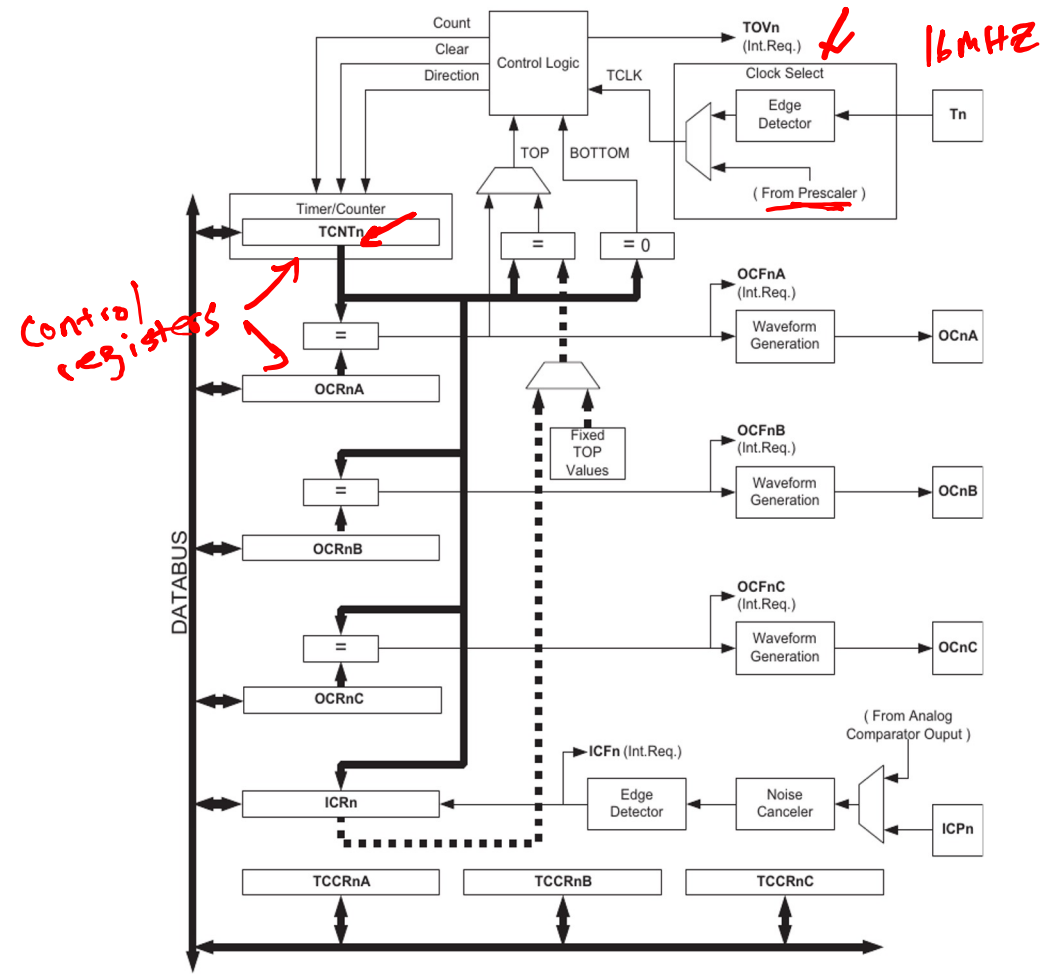 Count
Clear
Direction
Control Logic
TOVn
(Int.Req.)
16MHZ
Clock Select
TCLK
Edge
Detector
Tn
TOP
BOTTOM
( From Prescaler )
Timer/Counter
TCNTn
=
= 0
Control
registers
=
OCFnA
(Int.Req.)
Waveform
Generation
OCnA
OCRnA
Fixed
TOP
Values
OCFnB
(Int.Req.)
=
Waveform
Generation
OCnB
OCRnB
DATABUS
OCFnC
(Int.Req.)
=
Waveform
Generation
OCnC
OCRnC
( From Analog
Comparator Ouput )
ICFn (Int.Req.)
ICRn
Edge
Detector
Noise
Canceler
ICPn
TCCRnA
TCCRnB
TCCRnC